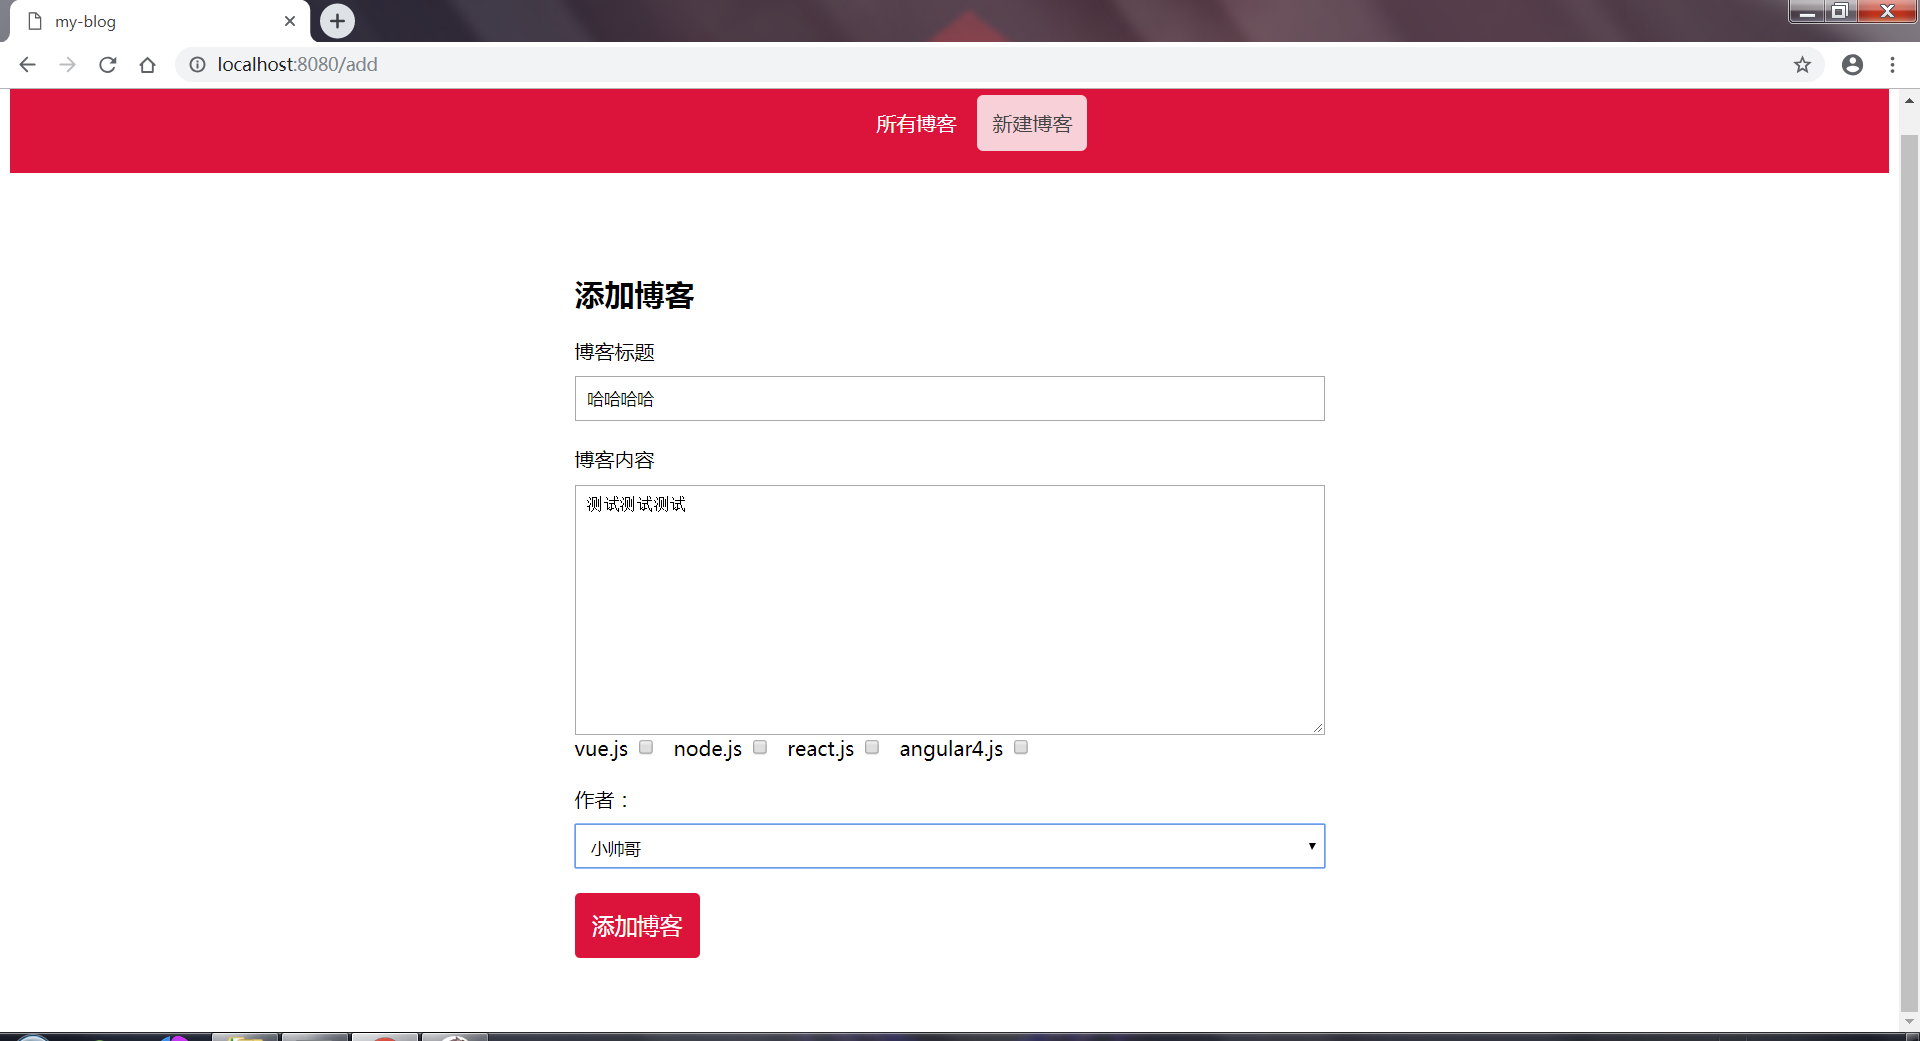 my-blog
localhost:8080/add
所有博客 新建博客
添加博客
博客标题
哈哈哈哈
博客内容
测试测试测试
vue.js node.js react.js angular4.js
作者：
小帅哥
添加博客